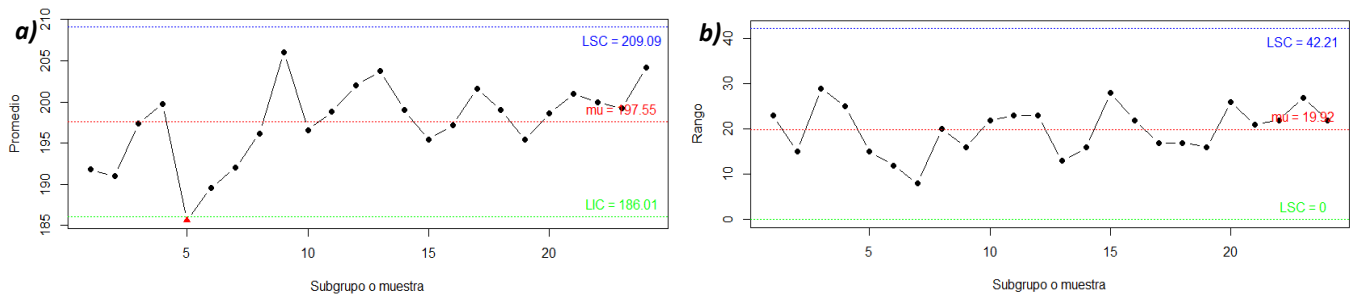 a)
Promedio
210
205
200
195
190
185
LSC = 209.09
mu = 197.55
LIC = 186.01
5
10
15
20
Subgrupo o muestra
b)
Rango
40
30
20
10
0
LSC = 42.21
mu = 19.92
LSC = 0
5
10
15
20
Subgrupo o muestra